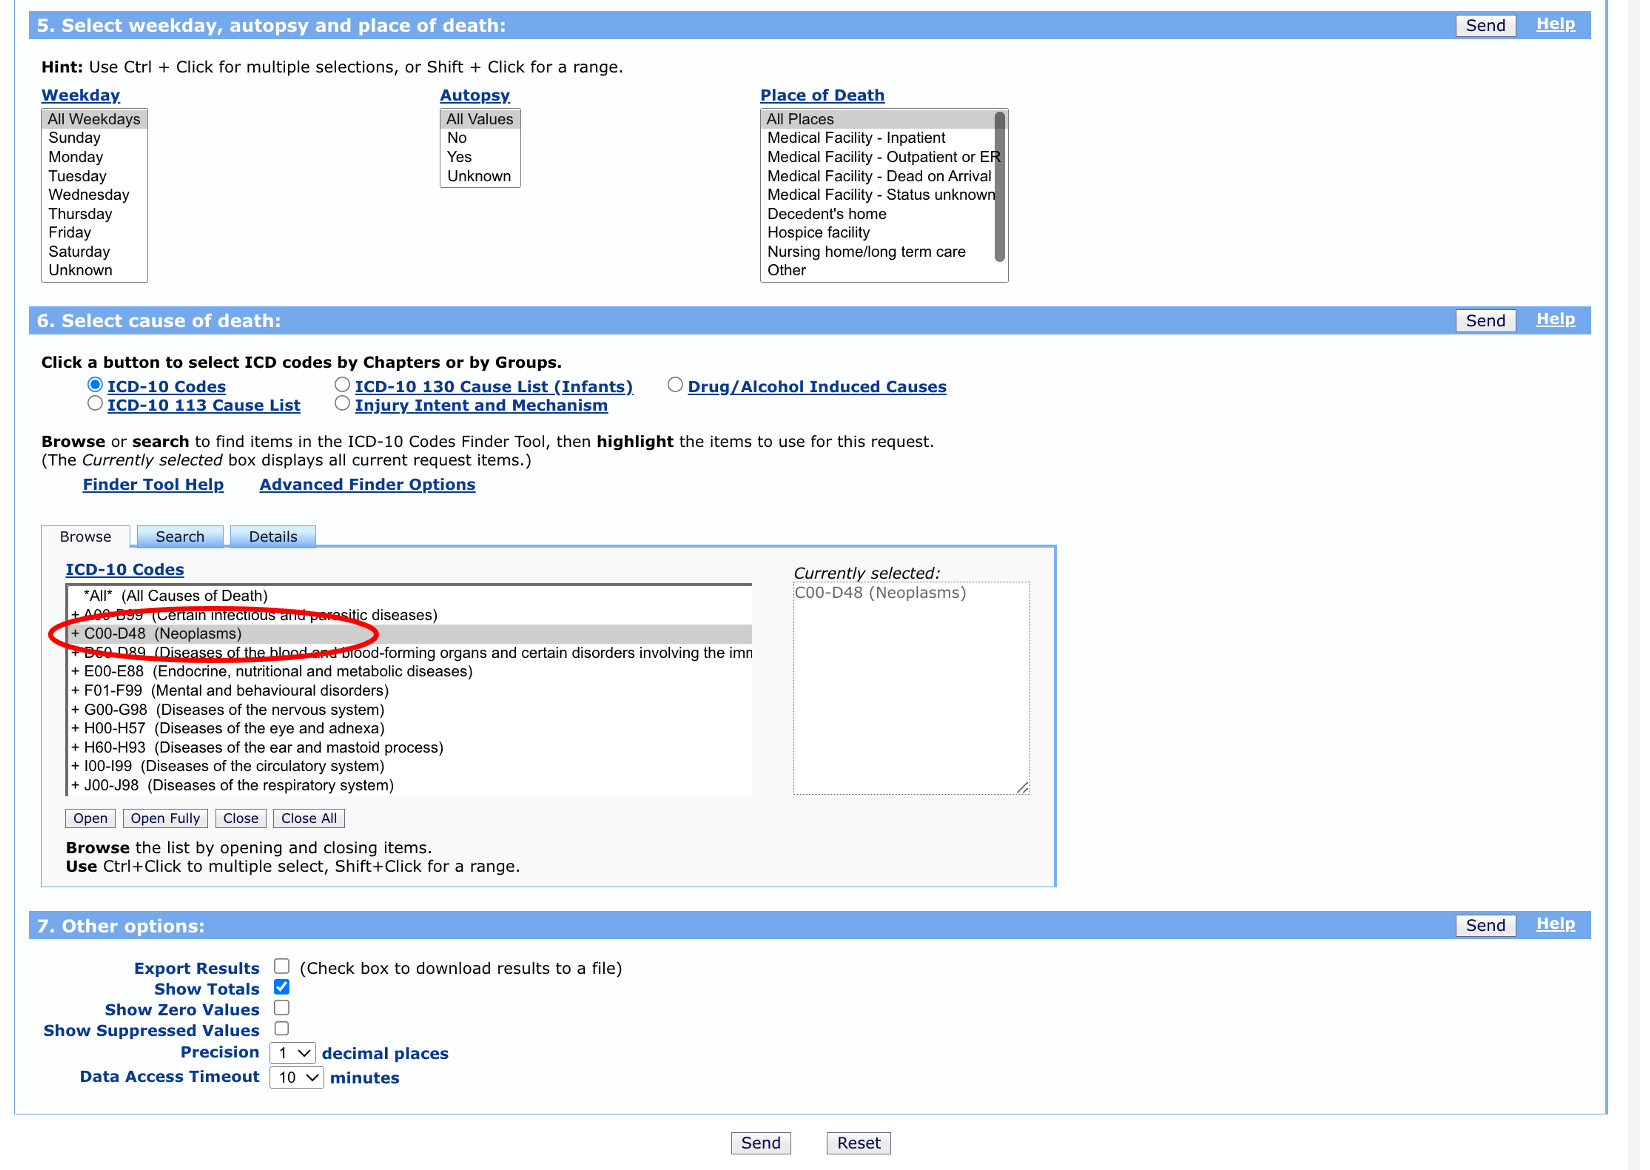 5. Select weekday, autopsy and place of death:
Send
Help
Hint: Use Ctrl + Click for multiple selections, or Shift + Click for a range.
Weekday
All Weekdays
Sunday
Monday
Tuesday
Wednesday
Thursday
Friday
Saturday
Unknown
Autopsy
All Values
No
Yes
Unknown
Place of Death
All Places
Medical Facility - Inpatient
Medical Facility - Outpatient or ER
Medical Facility - Dead on Arrival
Medical Facility - Status unknown
Decedent's home
Hospice facility
Nursing home/long term care
Other
6. Select cause of death:
Send
Help
Click a button to select ICD codes by Chapters or by Groups.
ICD-10 Codes
ICD-10 130 Cause List (Infants)
Drug/Alcohol Induced Causes
ICD-10 113 Cause List
Injury Intent and Mechanism
Browse or search to find items in the ICD-10 Codes Finder Tool, then highlight the items to use for this request.
(The Currently selected box displays all current request items.)
Finder Tool Help
Advanced Finder Options
Browse
Search
Details
ICD-10 Codes
*All* (All Causes of Death)
+ A00-B99 (Certain infectious and parasitic diseases)
+ C00-D48 (Neoplasms)
+ D50-D89 (Diseases of the blood and blood-forming organs and certain disorders involving the imm
+ E00-E88 (Endocrine, nutritional and metabolic diseases)
+ F01-F99 (Mental and behavioural disorders)
+ G00-G98 (Diseases of the nervous system)
+ H00-H57 (Diseases of the eye and adnexa)
+ H60-H93 (Diseases of the ear and mastoid process)
+ I00-I99 (Diseases of the circulatory system)
+ J00-J98 (Diseases of the respiratory system)
Currently selected:
C00-D48 (Neoplasms)
Open
Open Fully
Close
Close All
Browse the list by opening and closing items.
Use Ctrl+Click to multiple select, Shift+Click for a range.
7. Other options:
Send
Help
Export Results
(Check box to download results to a file)
Show Totals
Show Zero Values
Show Suppressed Values
Precision 1 decimal places
Data Access Timeout 10 minutes
Send
Reset